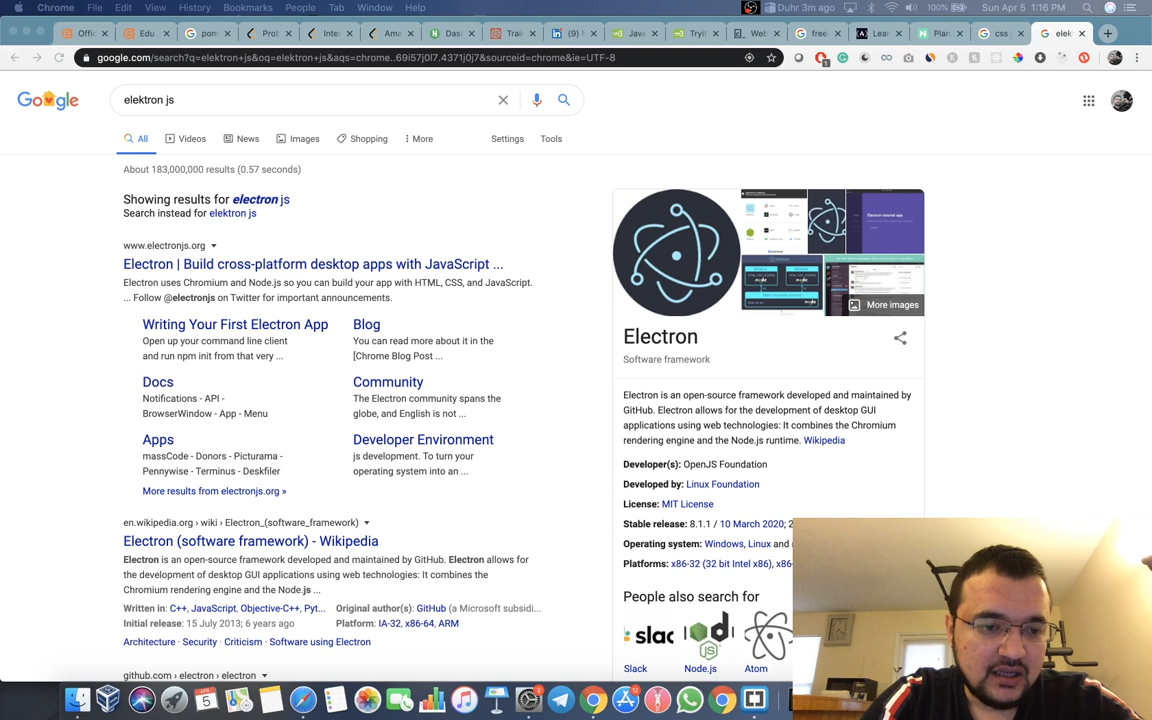 Chrome File Edit View History Bookmarks People Tab Window Help Duhr 3m ago 100% Sun Apr 5 1:16 PM
Offic Edu pom Prob Inter Ama Dash Train (9) Java Tryit Web free Lear Plan css elek
google.com/search?q=elektron+js&oq=elektron+js&aqs=chrome..69i57j0l7.4371j0j7&sourceid=chrome&ie=UTF-8
Google
elektron js
All Videos News Images Shopping More Settings Tools
About 183,000,000 results (0.57 seconds)
Showing results for electron js
Search instead for elektron js
www.electronjs.org
Electron | Build cross-platform desktop apps with JavaScript ...
Electron uses Chromium and Node.js so you can build your app with HTML, CSS, and JavaScript.
... Follow @electronjs on Twitter for important announcements.
Writing Your First Electron App
Open up your command line client
and run npm init from that very ...
Blog
You can read more about it in the
[Chrome Blog Post ...
Docs
Notifications - API -
BrowserWindow - App - Menu
Community
The Electron community spans the
globe, and English is not ...
Apps
massCode - Donors - Picturama -
Pennywise - Terminus - Deskfiler
Developer Environment
js development. To turn your
operating system into an ...
More results from electronjs.org »
en.wikipedia.org › wiki › Electron_(software_framework)
Electron (software framework) - Wikipedia
Electron is an open-source framework developed and maintained by GitHub. Electron allows for
the development of desktop GUI applications using web technologies: It combines the
Chromium rendering engine and the Node.js ...
Written in: C++, JavaScript, Objective-C++, Pyt... Original author(s): GitHub (a Microsoft subsidi...
Initial release: 15 July 2013; 6 years ago Platform: IA-32, x86-64, ARM
Architecture · Security · Criticism · Software using Electron
github.com › electron › electron
More images
Electron
Software framework
Electron is an open-source framework developed and maintained by
GitHub. Electron allows for the development of desktop GUI
applications using web technologies: It combines the Chromium
rendering engine and the Node.js runtime. Wikipedia
Developer(s): OpenJS Foundation
Developed by: Linux Foundation
License: MIT License
Stable release: 8.1.1 / 10 March 2020; 2
Operating system: Windows, Linux and
Platforms: x86-32 (32 bit Intel x86), x86-
People also search for
slac
Slack Node.js Atom